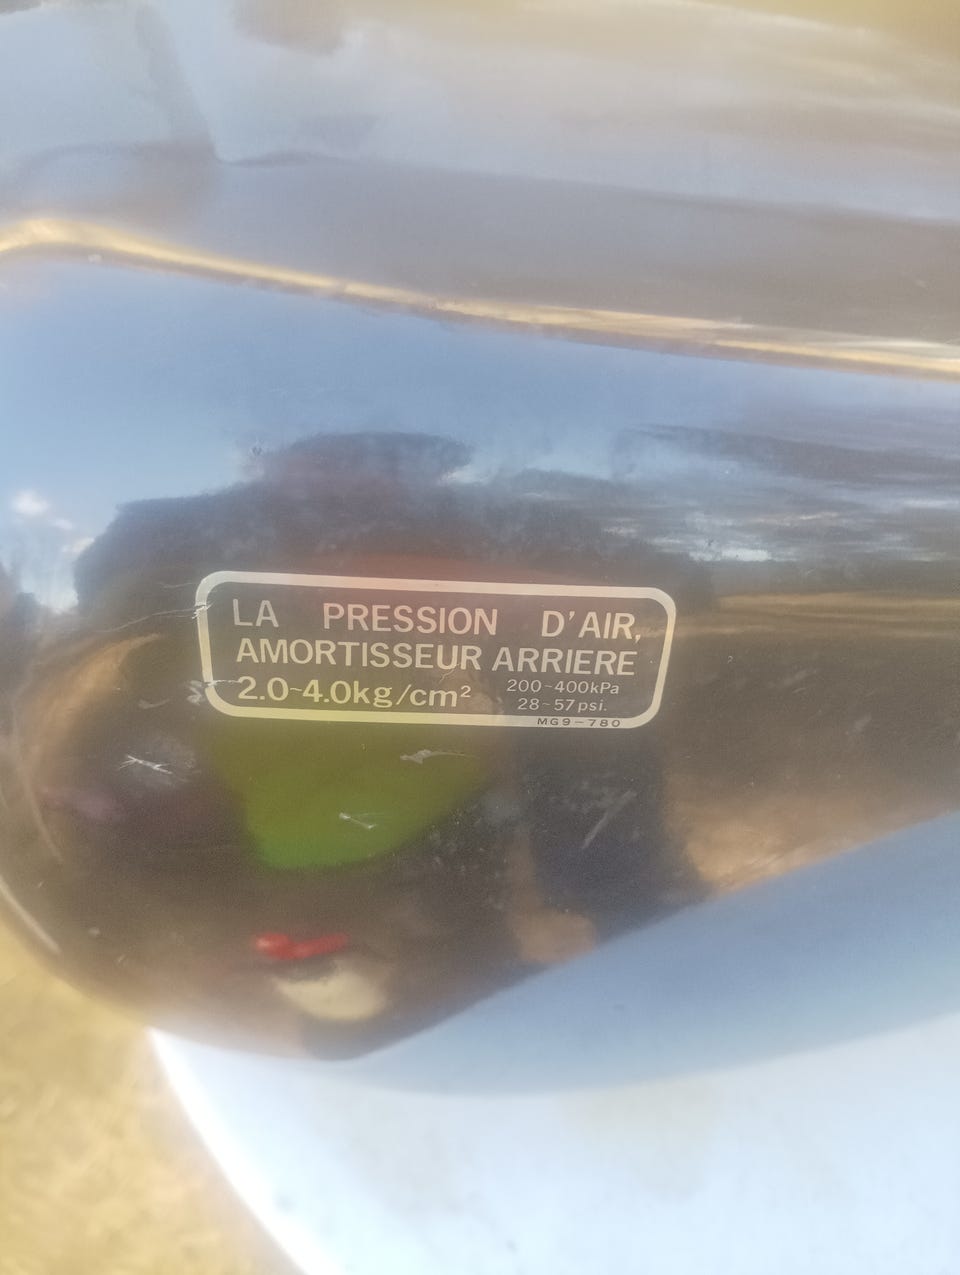 LA PRESSION D'AIR,
AMORTISSEUR ARRIERE
2.0~4.0kg/cm² 200~400kPa
28~57psi.
MG9-780